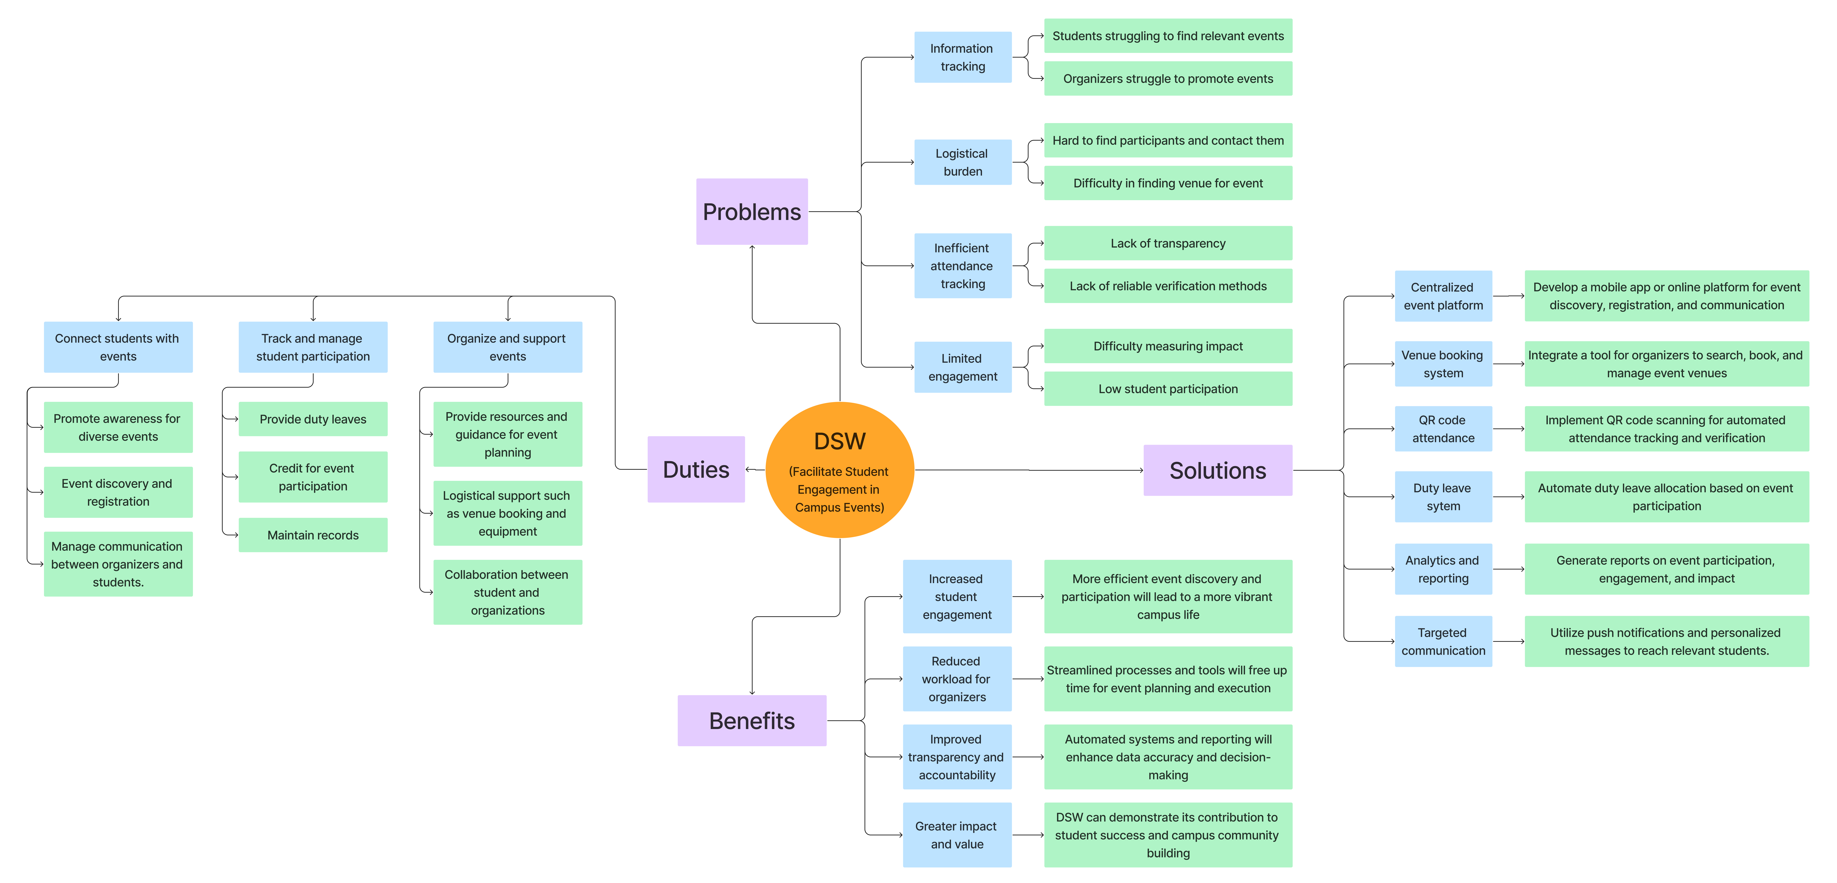 Information
tracking
Students struggling to find relevant events
Organizers struggle to promote events
Logistical
burden
Hard to find participants and contact them
Difficulty in finding venue for event
Problems
Inefficient
attendance
tracking
Lack of transparency
Lack of reliable verification methods
Limited
engagement
Difficulty measuring impact
Low student participation
DSW
(Facilitate Student
Engagement in
Campus Events)
Duties
Connect students with
events
Promote awareness for
diverse events
Event discovery and
registration
Manage communication
between organizers and
students.
Track and manage
student participation
Provide duty leaves
Credit for event
participation
Maintain records
Organize and support
events
Provide resources and
guidance for event
planning
Logistical support such
as venue booking and
equipment
Collaboration between
student and
organizations
Solutions
Centralized
event platform
Develop a mobile app or online platform for event
discovery, registration, and communication
Venue booking
system
Integrate a tool for organizers to search, book, and
manage event venues
QR code
attendance
Implement QR code scanning for automated
attendance tracking and verification
Duty leave
sytem
Automate duty leave allocation based on event
participation
Analytics and
reporting
Generate reports on event participation,
engagement, and impact
Targeted
communication
Utilize push notifications and personalized
messages to reach relevant students.
Benefits
Increased
student
engagement
More efficient event discovery and
participation will lead to a more vibrant
campus life
Reduced
workload for
organizers
Streamlined processes and tools will free up
time for event planning and execution
Improved
transparency and
accountability
Automated systems and reporting will
enhance data accuracy and decision-
making
Greater impact
and value
DSW can demonstrate its contribution to
student success and campus community
building